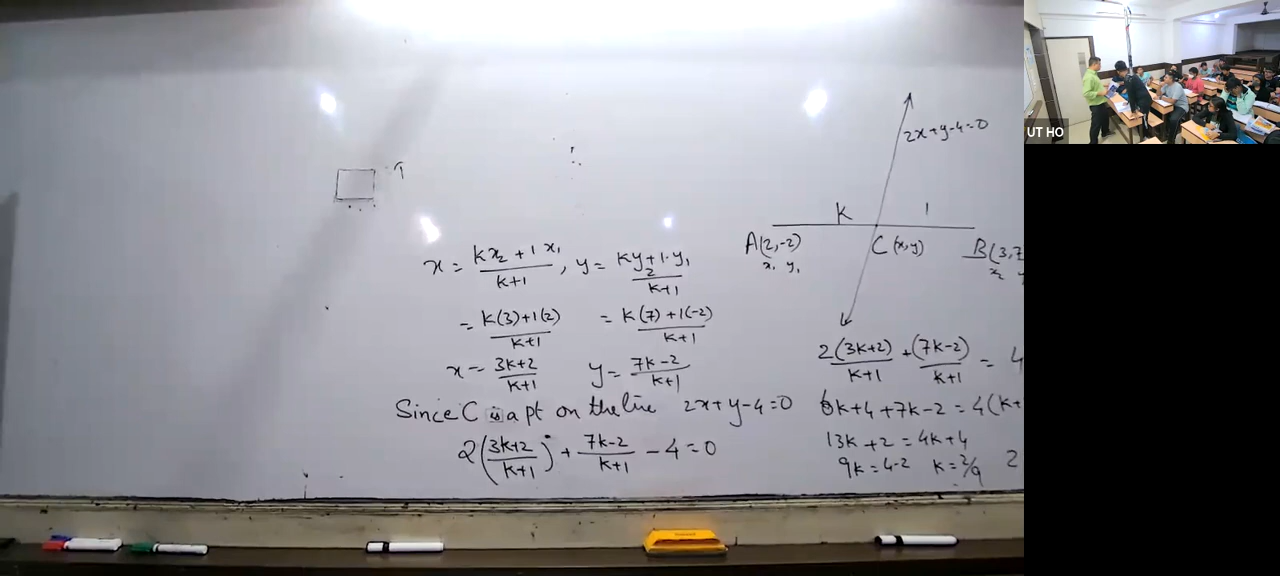 2x+y-4=0
K 1
A(2,-2) C (x,y) B(3,7
x₁ y₁ x₂
x = (Kx₂ + 1 x₁)/(K+1) , y = (Ky₂ + 1·y₁)/(K+1)
= (K(3)+1(2))/(K+1) = (K(7)+1(-2))/(K+1)
x = (3K+2)/(K+1) y = (7K-2)/(K+1)
Since C is a pt on the line 2x+y-4=0
2((3K+2)/(K+1)) + (7K-2)/(K+1) - 4 = 0
2(3K+2)/(K+1) + (7K-2)/(K+1) = 4
6K+4+7K-2 = 4(K+
13K+2 = 4K+4
9K = 4-2 K = 2/9 2
UT HO